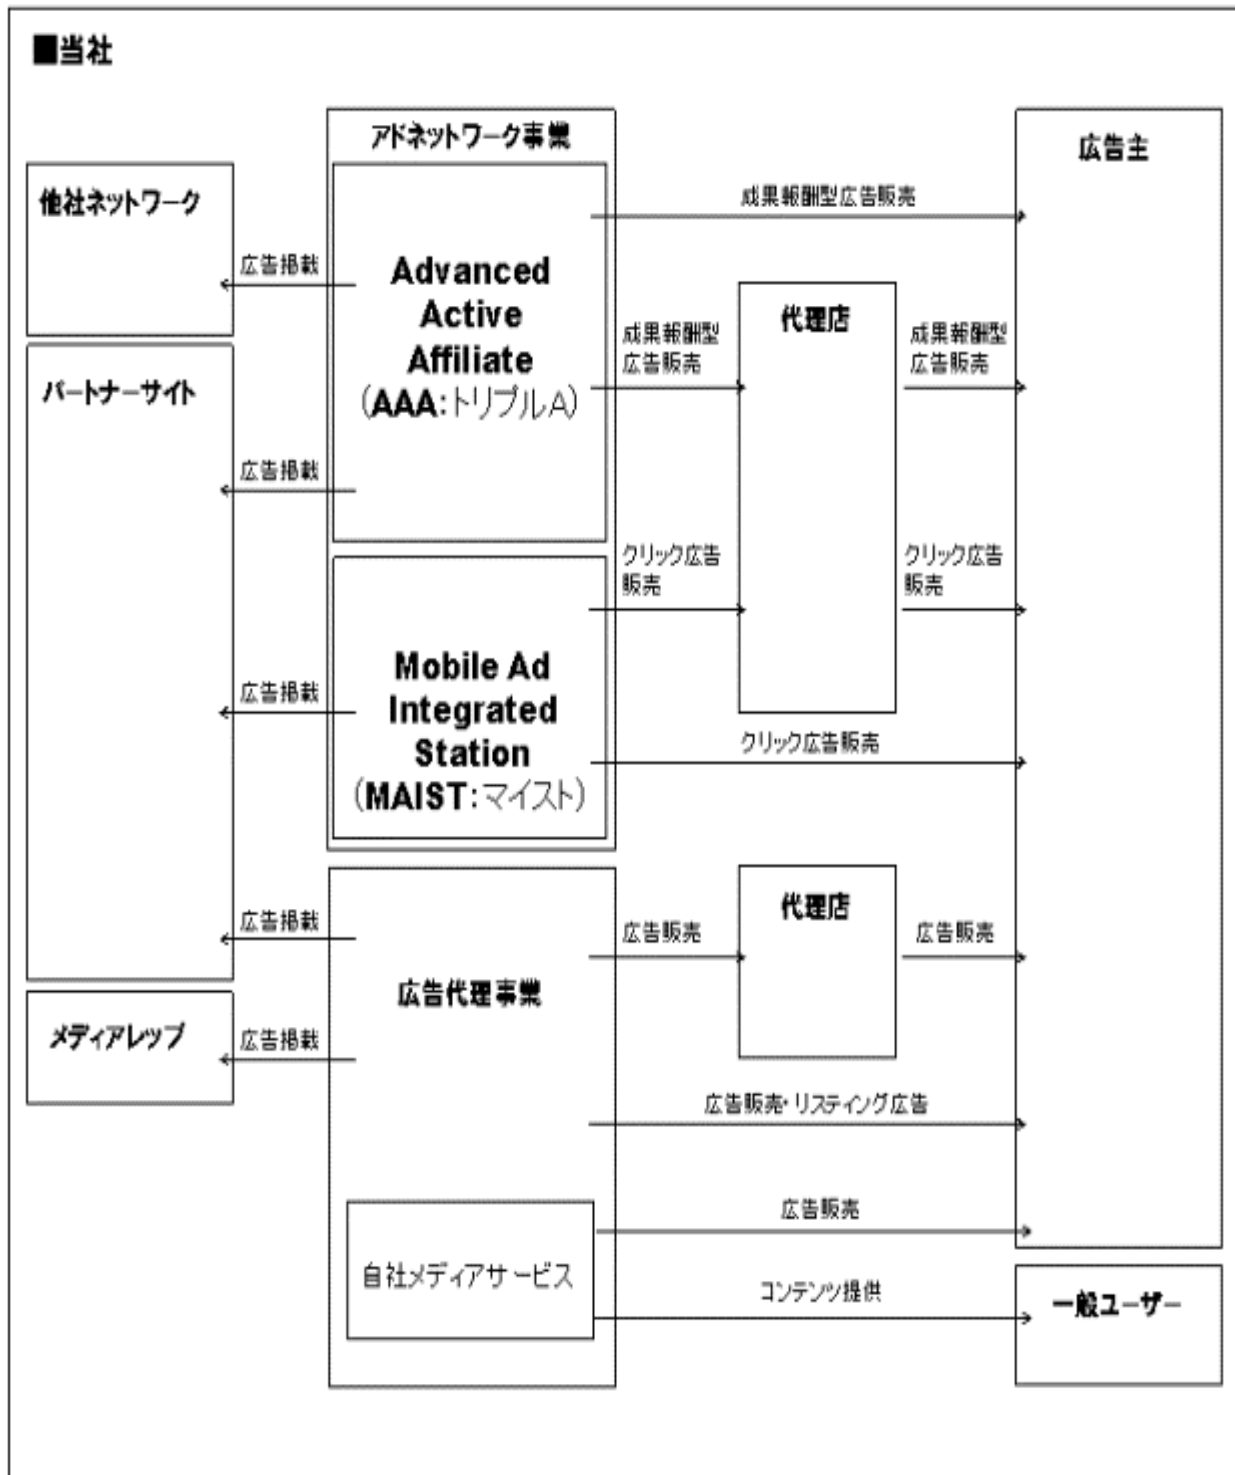 ■当社
アドネットワーク事業
広告主
他社ネットワーク
成果報酬型広告販売
広告掲載
Advanced
Active
Affiliate
(AAA:トリプルA)
代理店
成果報酬型
広告販売
成果報酬型
広告販売
パートナーサイト
広告掲載
クリック広告
販売
クリック広告
販売
Mobile Ad
Integrated
Station
(MAIST:マイスト)
広告掲載
クリック広告販売
代理店
広告掲載
広告販売
広告販売
広告代理事業
メディアレップ
広告掲載
広告販売・リスティング広告
広告販売
自社メディアサービス
コンテンツ提供
一般ユーザー